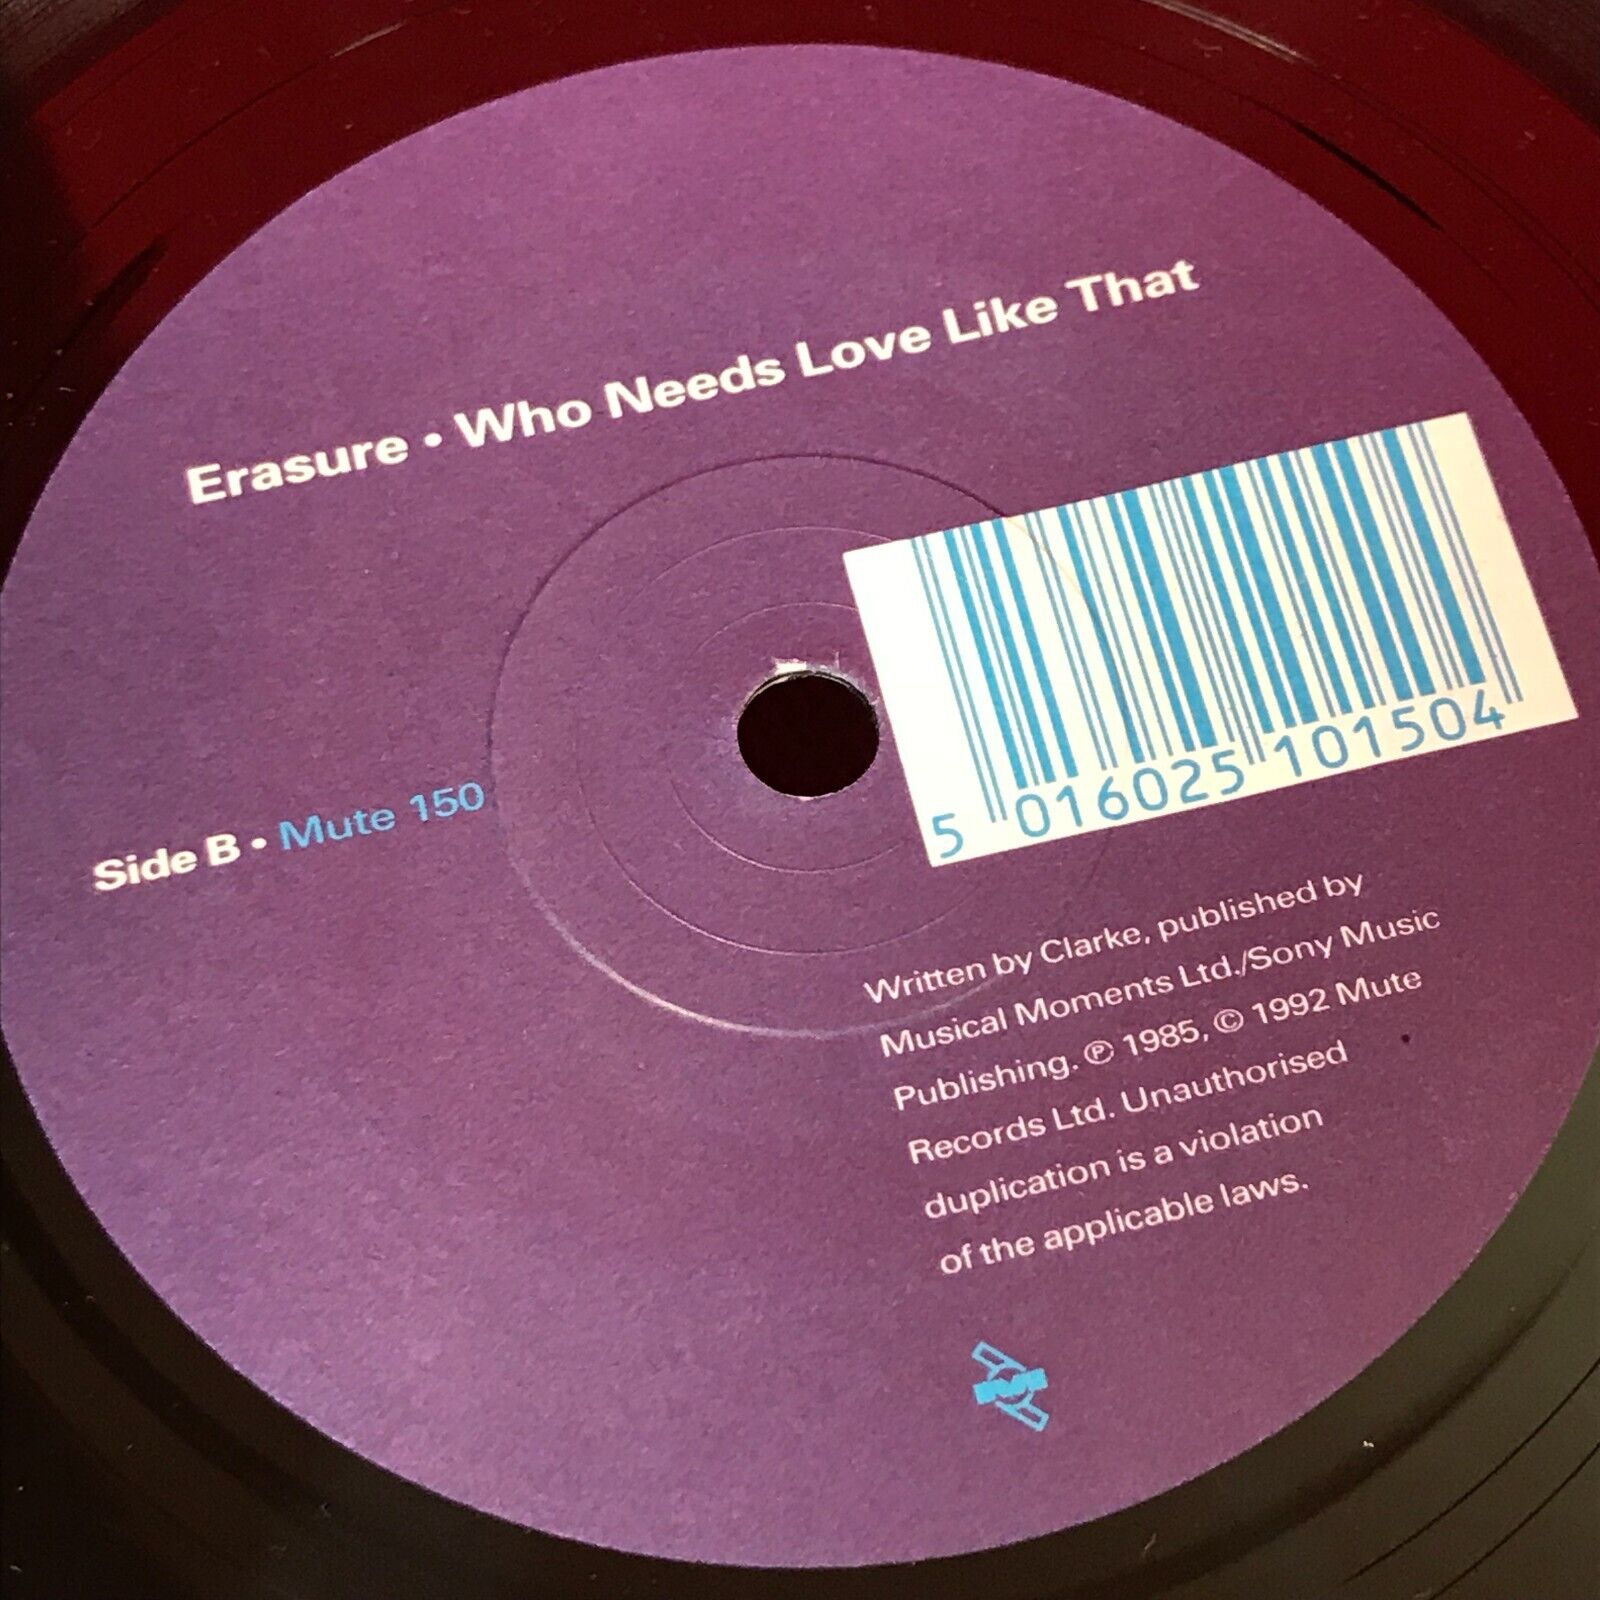 Erasure • Who Needs Love Like That
5 016025 101504
Side B • Mute 150
Written by Clarke, published by
Musical Moments Ltd./Sony Music
Publishing. ℗ 1985, © 1992 Mute
Records Ltd. Unauthorised
duplication is a violation
of the applicable laws.